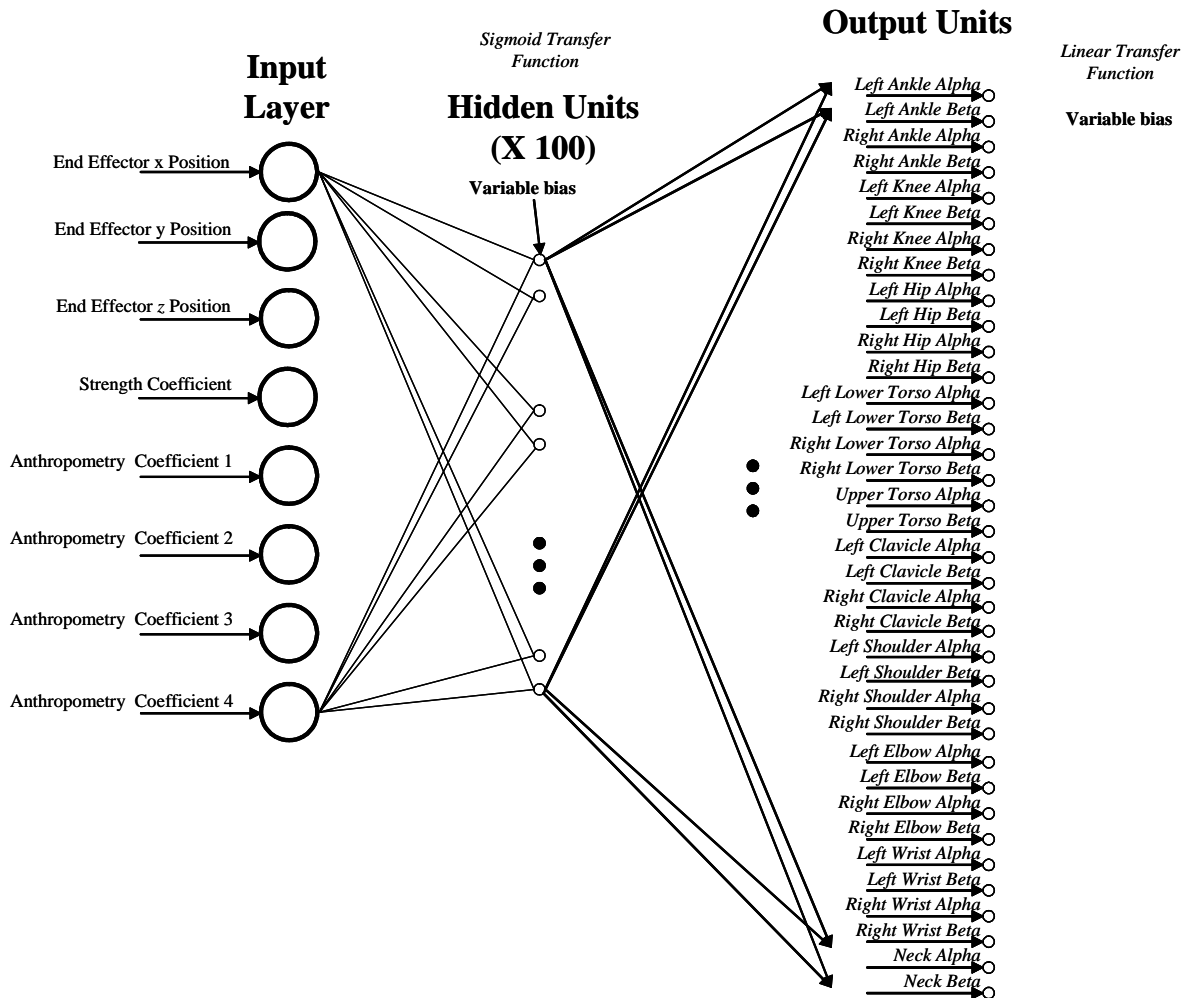 Output Units
Sigmoid Transfer
Function
Linear Transfer
Function
Input
Layer
Hidden Units
(X 100)
Variable bias
Variable bias
End Effector x Position
End Effector y Position
End Effector z Position
Strength Coefficient
Anthropometry Coefficient 1
Anthropometry Coefficient 2
Anthropometry Coefficient 3
Anthropometry Coefficient 4
Left Ankle Alpha
Left Ankle Beta
Right Ankle Alpha
Right Ankle Beta
Left Knee Alpha
Left Knee Beta
Right Knee Alpha
Right Knee Beta
Left Hip Alpha
Left Hip Beta
Right Hip Alpha
Right Hip Beta
Left Lower Torso Alpha
Left Lower Torso Beta
Right Lower Torso Alpha
Right Lower Torso Beta
Upper Torso Alpha
Upper Torso Beta
Left Clavicle Alpha
Left Clavicle Beta
Right Clavicle Alpha
Right Clavicle Beta
Left Shoulder Alpha
Left Shoulder Beta
Right Shoulder Alpha
Right Shoulder Beta
Left Elbow Alpha
Left Elbow Beta
Right Elbow Alpha
Right Elbow Beta
Left Wrist Alpha
Left Wrist Beta
Right Wrist Alpha
Right Wrist Beta
Neck Alpha
Neck Beta